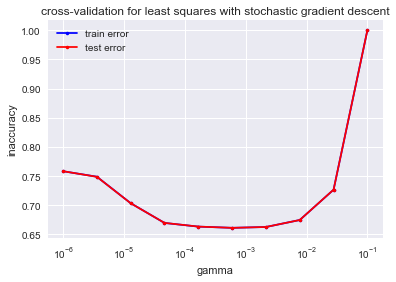 cross-validation for least squares with stochastic gradient descent
train error
test error
1.00
0.95
0.90
0.85
0.80
0.75
0.70
0.65
inaccuracy
10⁻⁶ 10⁻⁵ 10⁻⁴ 10⁻³ 10⁻² 10⁻¹
gamma